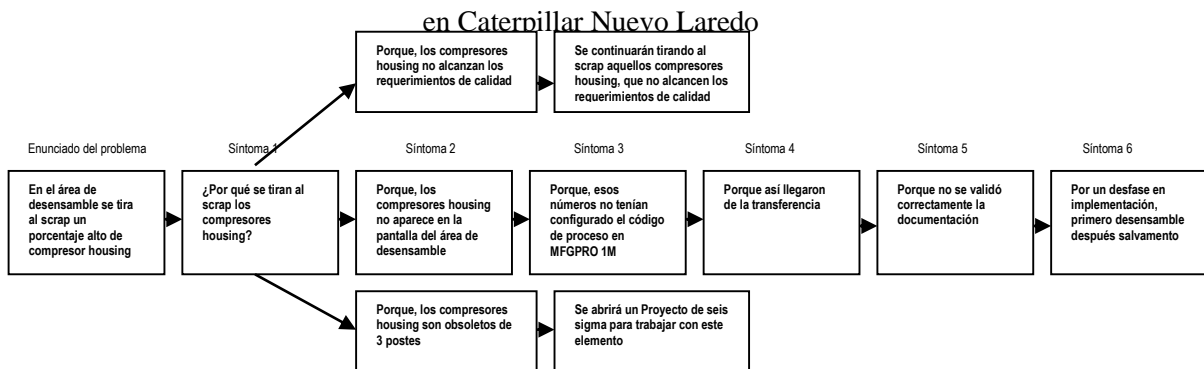 en Caterpillar Nuevo Laredo
Porque, los compresores
housing no alcanzan los
requerimientos de calidad
Se continuarán tirando al
scrap aquellos compresores
housing, que no alcancen los
requerimientos de calidad
Enunciado del problema
Síntoma 1
Síntoma 2
Síntoma 3
Síntoma 4
Síntoma 5
Síntoma 6
En el área de
desensamble se tira
al scrap un
porcentaje alto de
compresor housing
¿Por qué se tiran al
scrap los
compresores
housing?
Porque, los
compresores housing
no aparece en la
pantalla del área de
desensamble
Porque, esos
números no tenían
configurado el código
de proceso en
MFGPRO 1M
Porque así llegaron
de la transferencia
Porque no se validó
correctamente la
documentación
Por un desfase en
implementación,
primero desensamble
después salvamento
Porque, los compresores
housing son obsoletos de
3 postes
Se abrirá un Proyecto de seis
sigma para trabajar con este
elemento